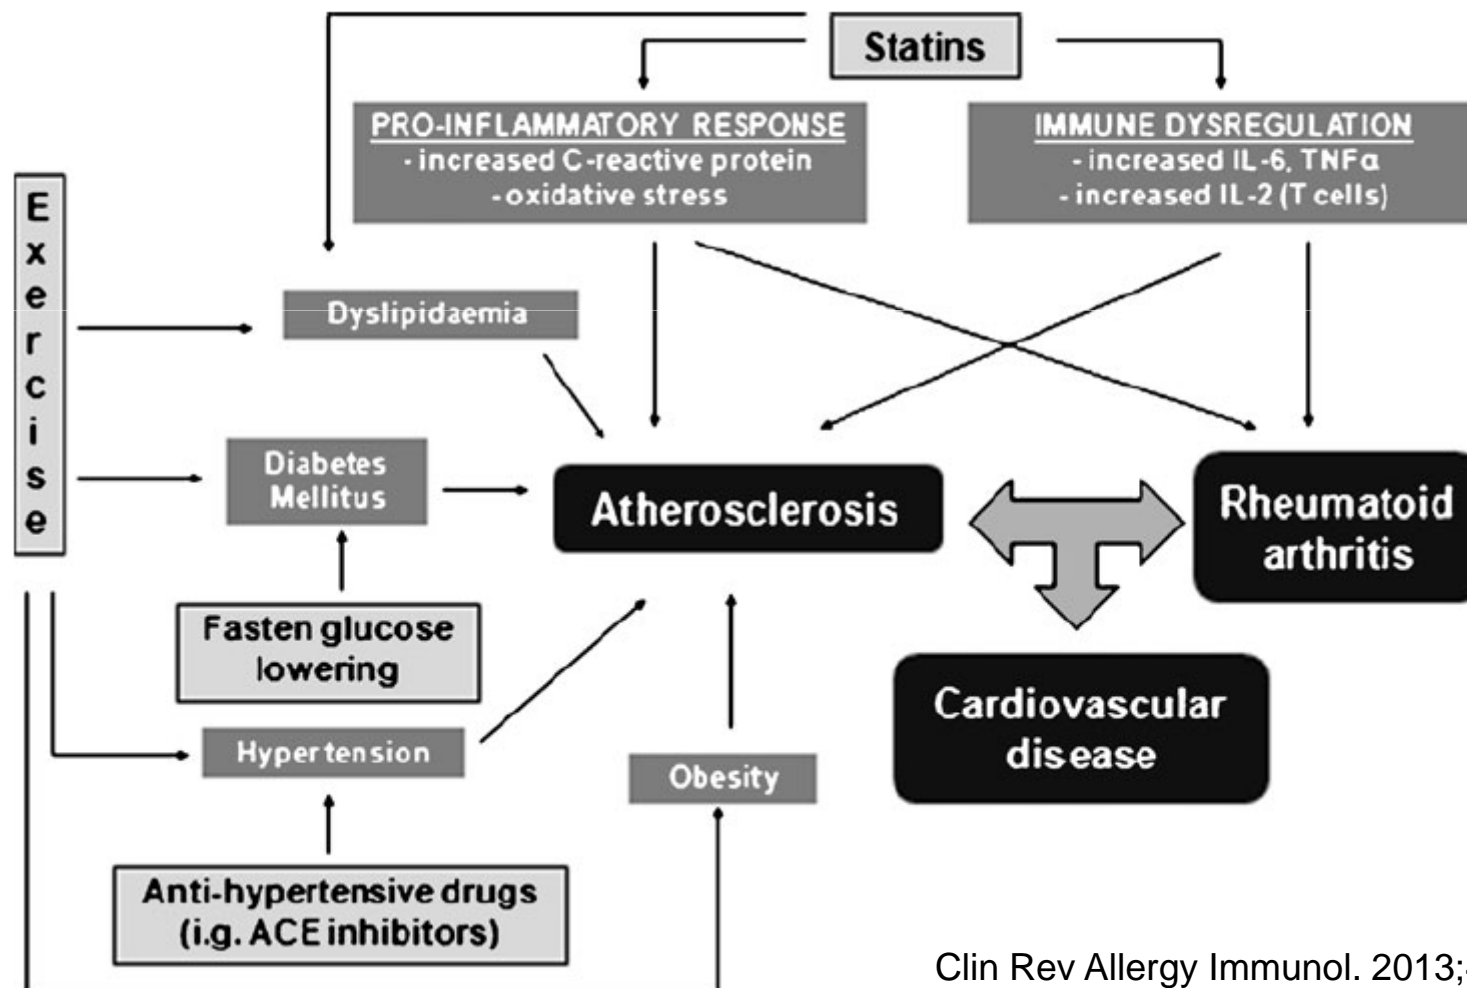 Statins
PRO-INFLAMMATORY RESPONSE
- increased C-reactive protein
- oxidative stress
IMMUNE DYSREGULATION
- increased IL-6, TNFα
- increased IL-2 (T cells)
Exercise
Dyslipidaemia
Diabetes
Mellitus
Atherosclerosis
Rheumatoid
arthritis
Fasten glucose
lowering
Cardiovascular
disease
Hypertension
Obesity
Anti-hypertensive drugs
(i.g. ACE inhibitors)
Clin Rev Allergy Immunol. 2013;